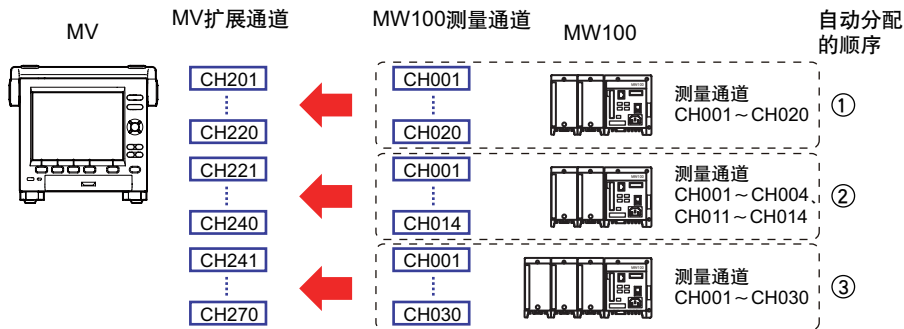 MV
MV扩展通道
MW100测量通道
MW100
自动分配
的顺序
CH201
CH220
CH001
CH020
MW100
测量通道
CH001～CH020
①
CH221
CH240
CH001
CH014
MW100
测量通道
CH001～CH004、
CH011～CH014
②
CH241
CH270
CH001
CH030
MW100
测量通道
CH001～CH030
③